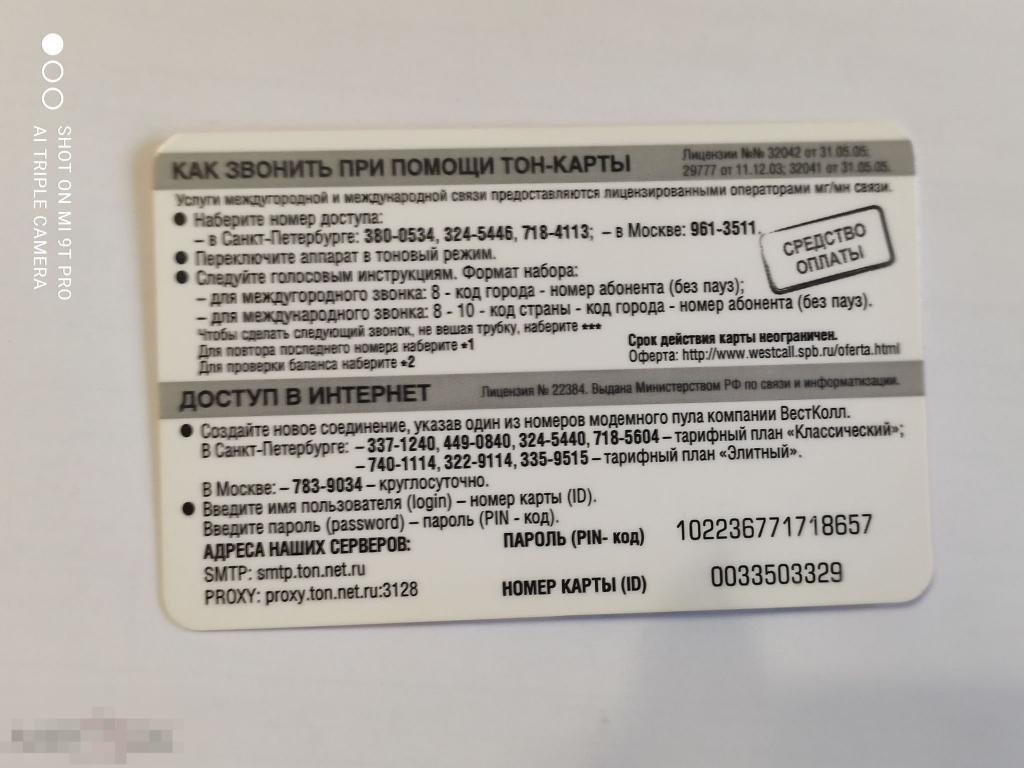 SHOT ON MI 9T PRO
AI TRIPLE CAMERA
КАК ЗВОНИТЬ ПРИ ПОМОЩИ ТОН-КАРТЫ
Лицензии №№ 32042 от 31.05.05;
29777 от 11.12.03; 32041 от 31.05.05.
Услуги междугородной и международной связи предоставляются лицензированными операторами мг/мн связи.
● Наберите номер доступа:
– в Санкт-Петербурге: 380-0534, 324-5446, 718-4113; – в Москве: 961-3511.
● Переключите аппарат в тоновый режим.
СРЕДСТВО
ОПЛАТЫ
● Следуйте голосовым инструкциям. Формат набора:
– для междугородного звонка: 8 - код города - номер абонента (без пауз);
– для международного звонка: 8 - 10 - код страны - код города - номер абонента (без пауз).
Чтобы сделать следующий звонок, не вешая трубку, наберите ***
Для повтора последнего номера наберите *1
Для проверки баланса наберите *2
Срок действия карты неограничен.
Оферта: http://www.westcall.spb.ru/oferta.html
ДОСТУП В ИНТЕРНЕТ
Лицензия № 22384. Выдана Министерством РФ по связи и информатизации.
● Создайте новое соединение, указав один из номеров модемного пула компании ВестКолл.
В Санкт-Петербурге: – 337-1240, 449-0840, 324-5440, 718-5604 – тарифный план «Классический»;
– 740-1114, 322-9114, 335-9515 – тарифный план «Элитный».
В Москве: – 783-9034 – круглосуточно.
● Введите имя пользователя (login) – номер карты (ID).
Введите пароль (password) – пароль (PIN - код).
АДРЕСА НАШИХ СЕРВЕРОВ:
SMTP: smtp.ton.net.ru
PROXY: proxy.ton.net.ru:3128
ПАРОЛЬ (PIN- код) 102236771718657
НОМЕР КАРТЫ (ID) 0033503329